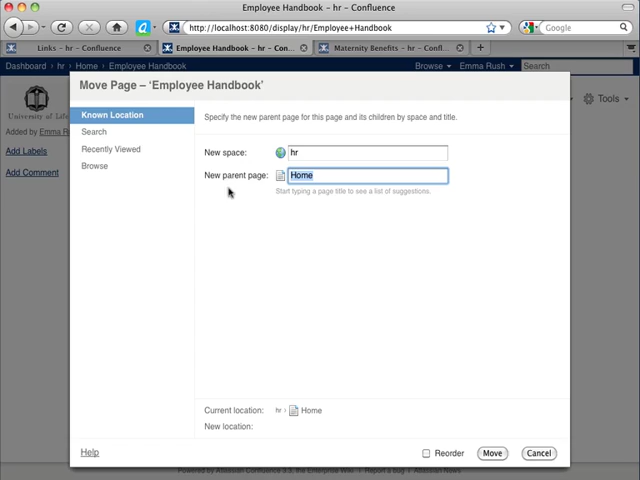 Employee Handbook – hr – Confluence
http://localhost:8080/display/hr/Employee+Handbook
Google
Links – hr – Confluence
Employee Handbook – hr – Con...
Maternity Benefits – hr – Confl...
Dashboard › hr › Home › Employee Handbook
Browse
Emma Rush
Search
Move Page – ‘Employee Handbook’
Tools
University of Life
Added by Emma R
Add Labels
Add Comment
Known Location
Search
Recently Viewed
Browse
Specify the new parent page for this page and its children by space and title.
New space: hr
New parent page: Home
Start typing a page title to see a list of suggestions.
Current location: hr › Home
New location:
Help
Reorder
Move
Cancel